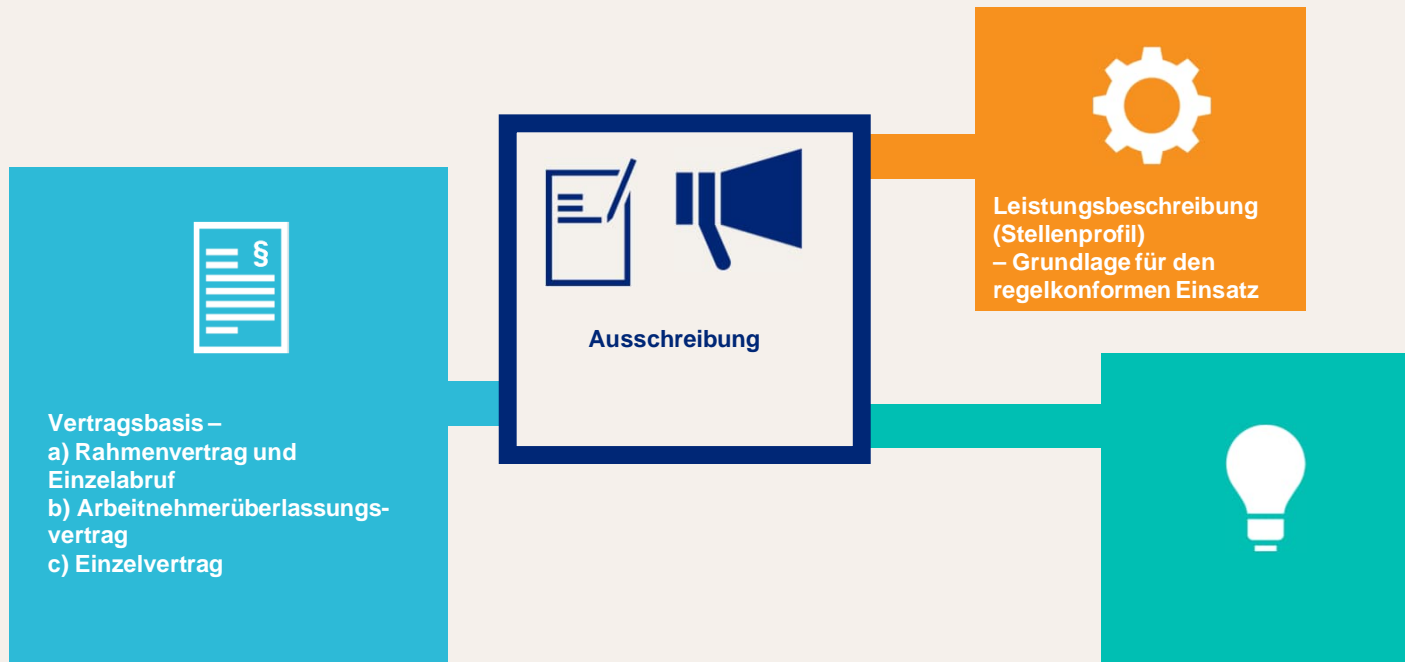 Leistungsbeschreibung
(Stellenprofil)
– Grundlage für den
regelkonformen Einsatz
Ausschreibung
§
Vertragsbasis –
a) Rahmenvertrag und
Einzelabruf
b) Arbeitnehmerüberlassungs-
vertrag
c) Einzelvertrag